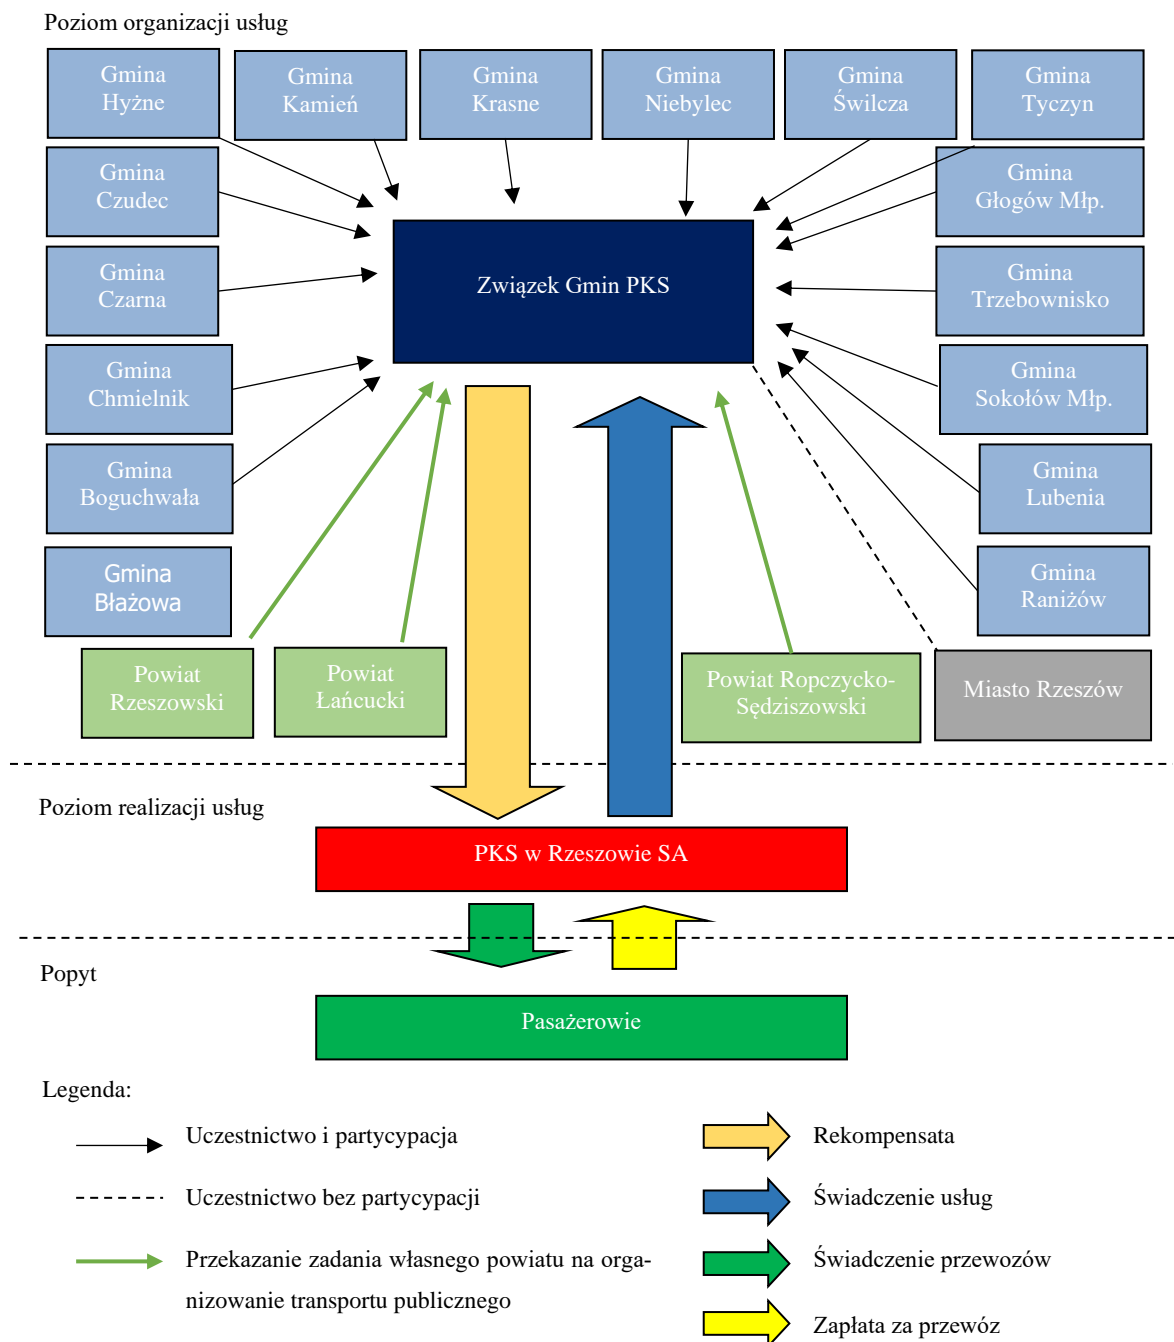 Poziom organizacji usług
Gmina
Hyżne
Gmina
Kamień
Gmina
Krasne
Gmina
Niebylec
Gmina
Świlcza
Gmina
Tyczyn
Gmina
Czudec
Gmina
Głogów Młp.
Gmina
Czarna
Związek Gmin PKS
Gmina
Trzebownisko
Gmina
Chmielnik
Gmina
Sokołów Młp.
Gmina
Boguchwała
Gmina
Lubenia
Gmina
Błażowa
Gmina
Raniżów
Powiat
Rzeszowski
Powiat
Łańcucki
Powiat Ropczycko-
Sędziszowski
Miasto Rzeszów
Poziom realizacji usług
PKS w Rzeszowie SA
Popyt
Pasażerowie
Legenda:
Uczestnictwo i partycypacja
Uczestnictwo bez partycypacji
Przekazanie zadania własnego powiatu na orga-
nizowanie transportu publicznego
Rekompensata
Świadczenie usług
Świadczenie przewozów
Zapłata za przewóz